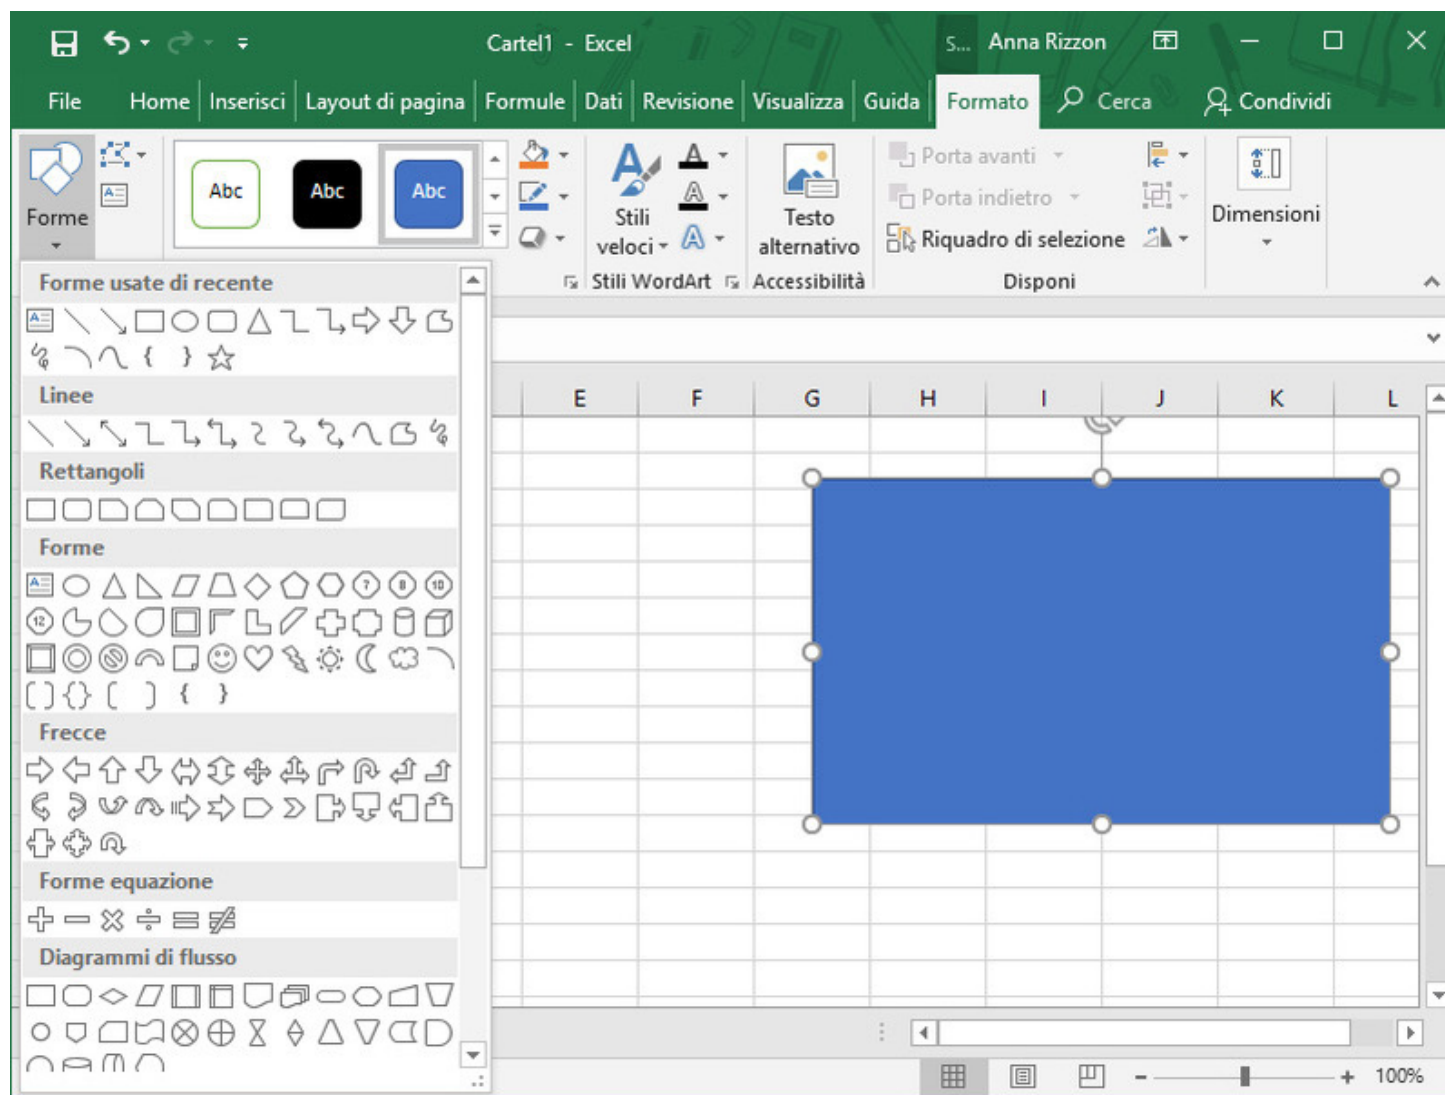 Cartel1 - Excel
S... Anna Rizzon
File Home Inserisci Layout di pagina Formule Dati Revisione Visualizza Guida Formato Cerca Condividi
Forme
Abc Abc Abc
Stili veloci
Testo alternativo
Porta avanti
Porta indietro
Riquadro di selezione
Dimensioni
Stili WordArt Accessibilità Disponi
Forme usate di recente
Linee
Rettangoli
Forme
Frecce
Forme equazione
Diagrammi di flusso
E F G H I J K L
100%